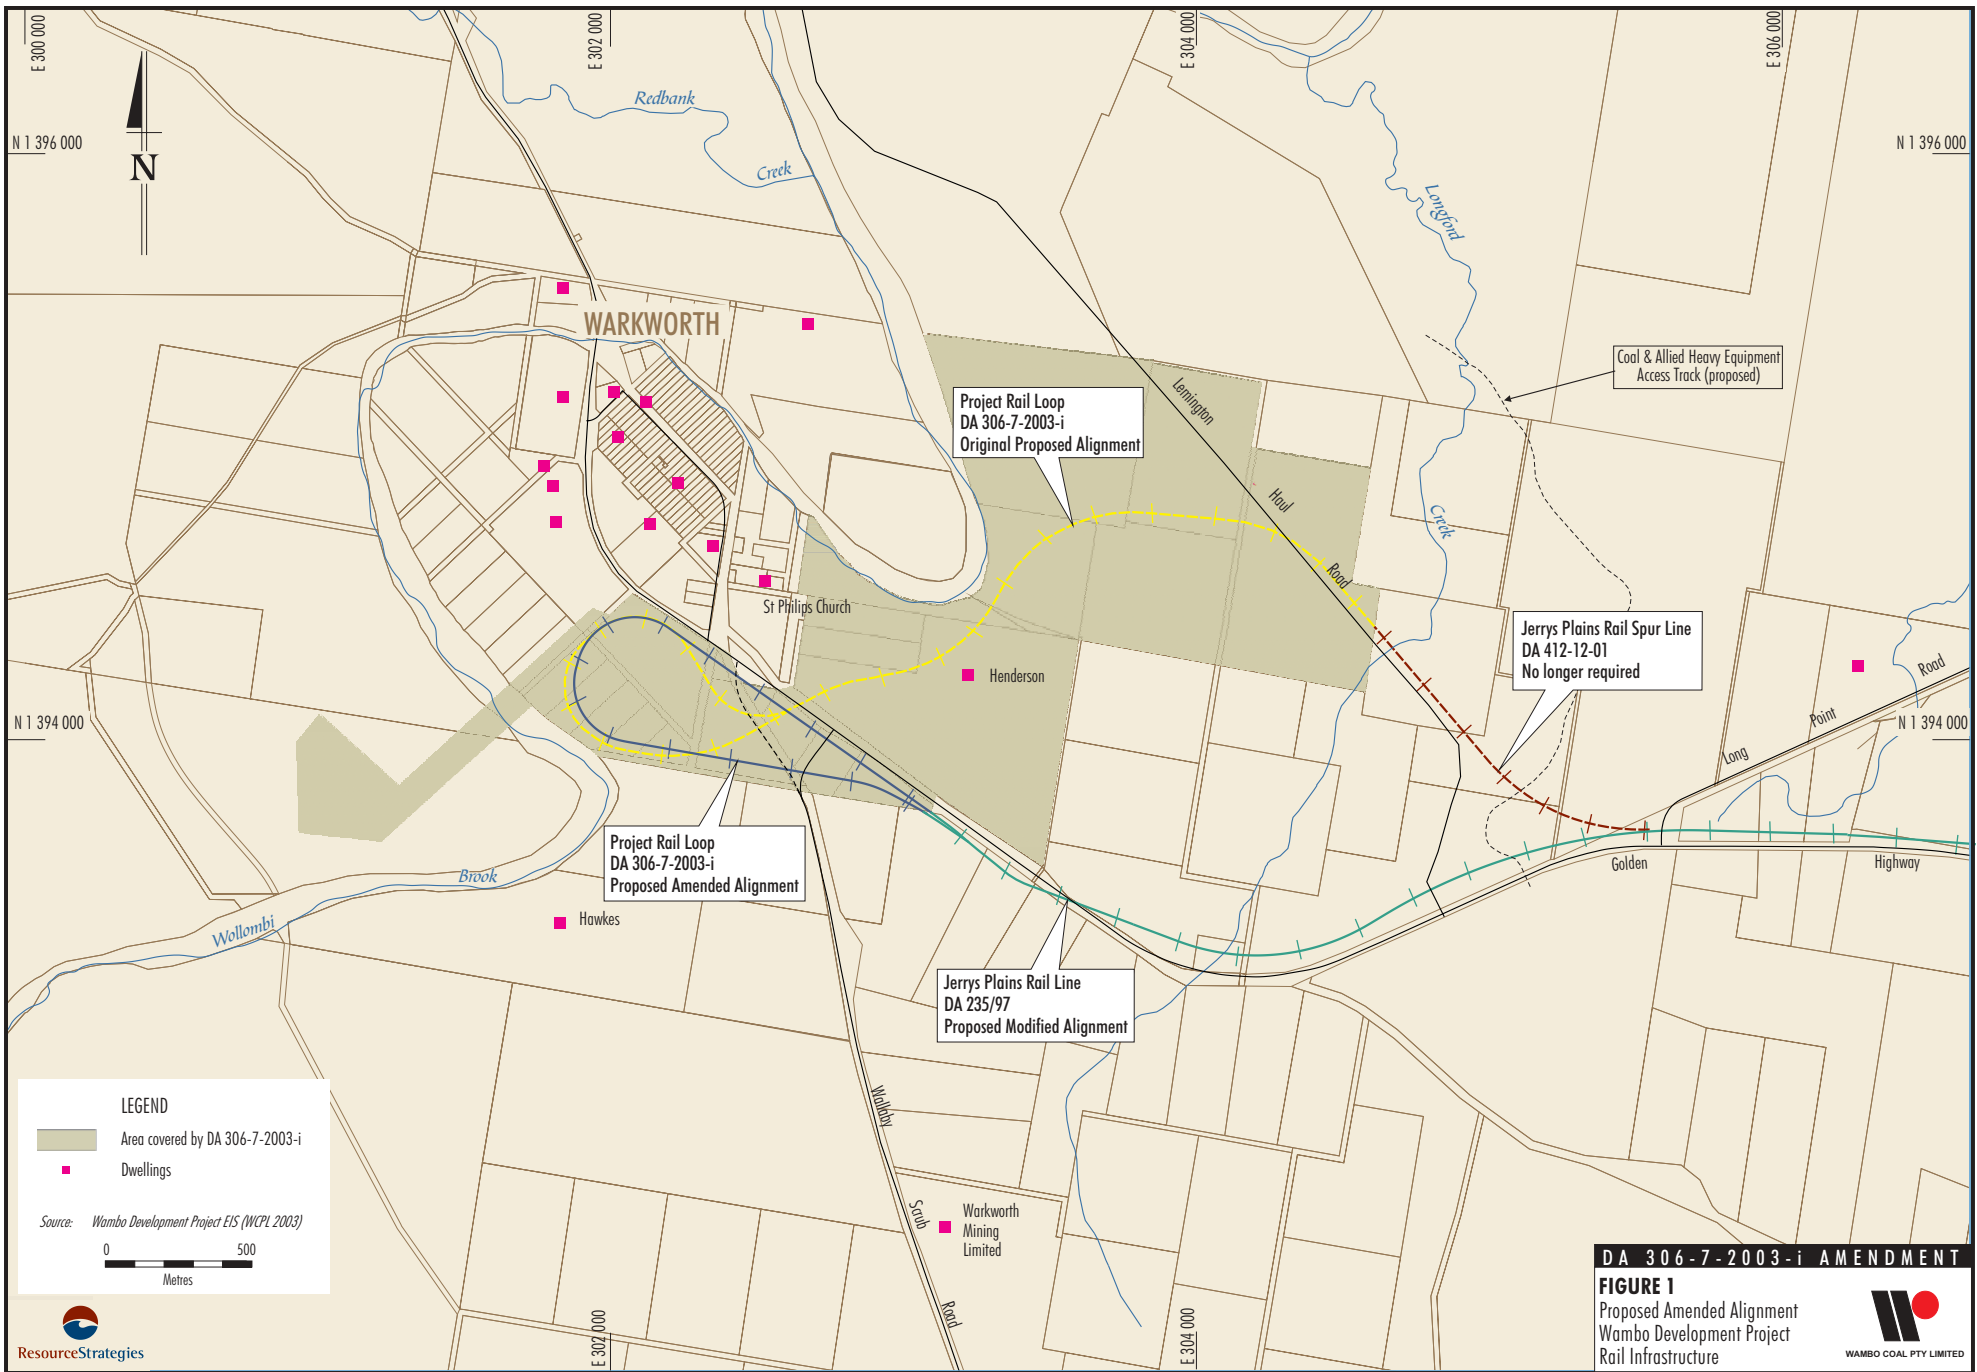 E 300 000
E 302 000
E 304 000
E 306 000
N 1 396 000
N 1 396 000
N
Redbank
Creek
Longford
Creek
WARKWORTH
Coal & Allied Heavy Equipment
Access Track (proposed)
Project Rail Loop
DA 306-7-2003-i
Original Proposed Alignment
Lemington
Haul
Road
St Philips Church
Henderson
Jerrys Plains Rail Spur Line
DA 412-12-01
No longer required
N 1 394 000
N 1 394 000
Long
Point
Road
Golden
Highway
Project Rail Loop
DA 306-7-2003-i
Proposed Amended Alignment
Wollombi
Brook
Hawkes
Jerrys Plains Rail Line
DA 235/97
Proposed Modified Alignment
Wallaby
Scrub
Road
Warkworth
Mining
Limited
LEGEND
Area covered by DA 306-7-2003-i
Dwellings
Source: Wambo Development Project EIS (WCPL 2003)
0 500
Metres
ResourceStrategies
E 302 000
E 304 000
DA 306-7-2003-i AMENDMENT
FIGURE 1
Proposed Amended Alignment
Wambo Development Project
Rail Infrastructure
WAMBO COAL PTY LIMITED